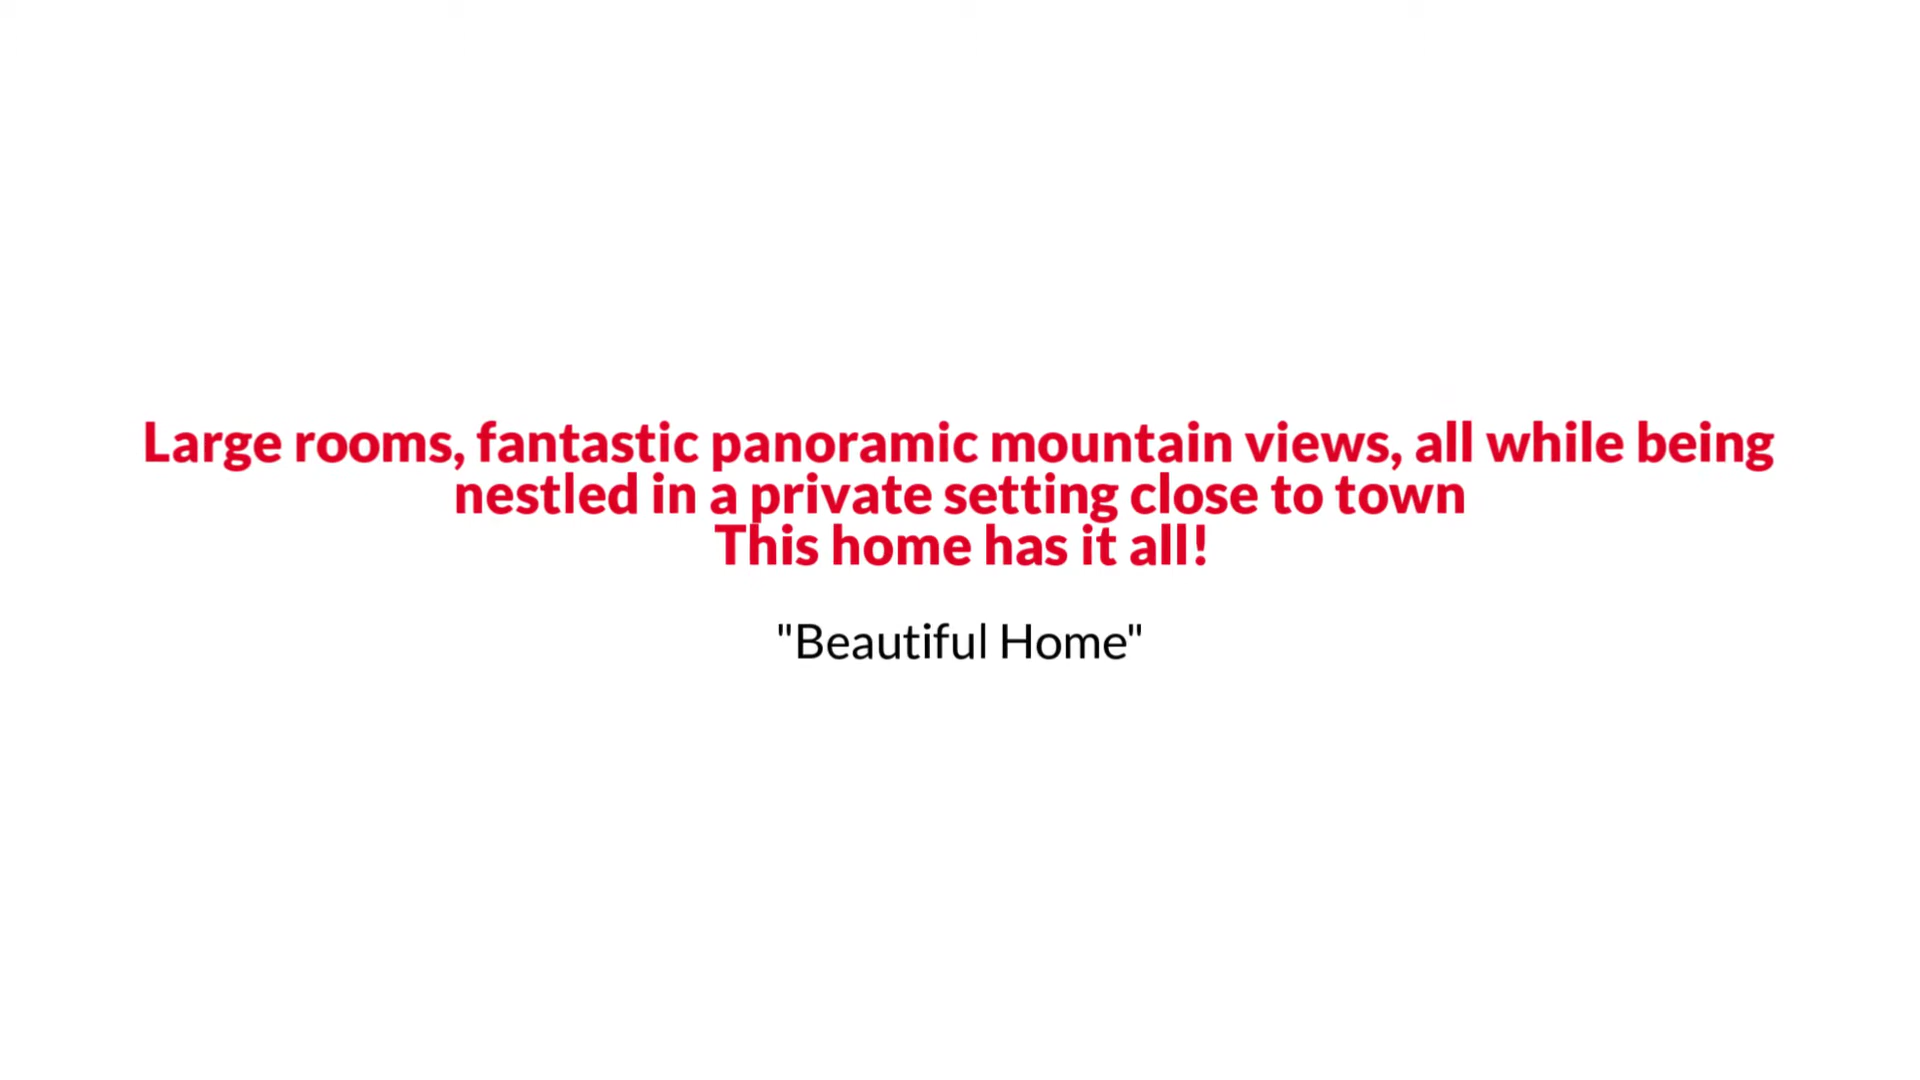 Large rooms, fantastic panoramic mountain views, all while being
nestled in a private setting close to town
This home has it all!
"Beautiful Home"